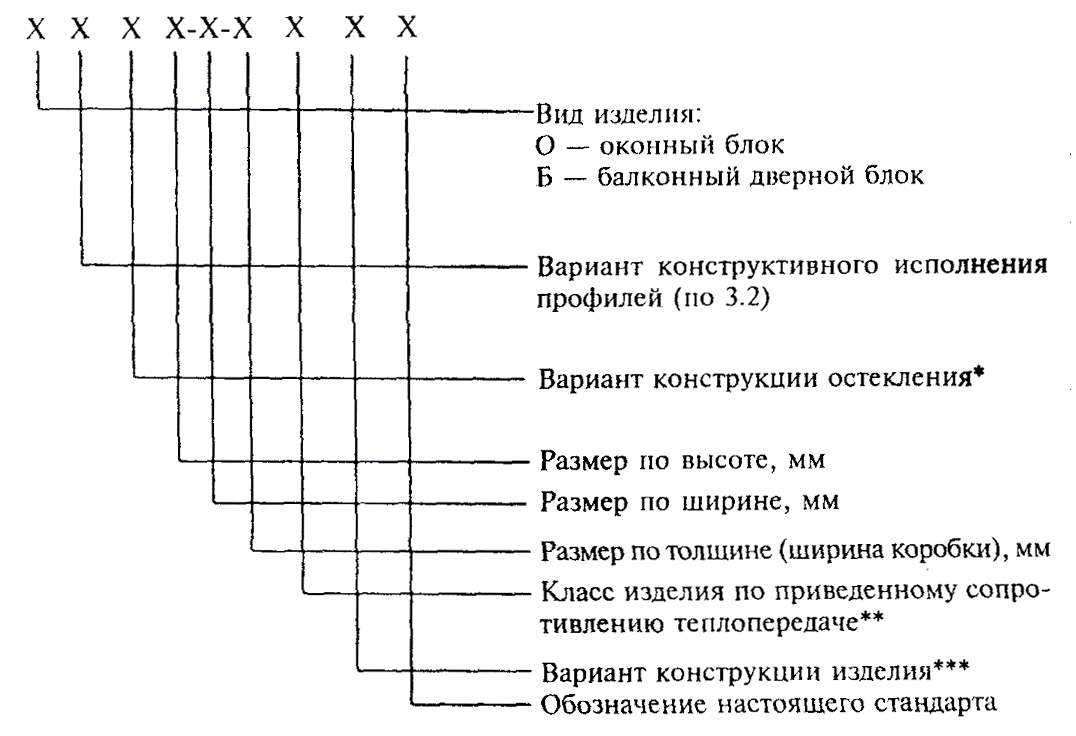 X X X X-X-X X X X
Вид изделия:
О — оконный блок
Б — балконный дверной блок
Вариант конструктивного исполнения
профилей (по 3.2)
Вариант конструкции остекления*
Размер по высоте, мм
Размер по ширине, мм
Размер по толщине (ширина коробки), мм
Класс изделия по приведенному сопро-
тивлению теплопередаче**
Вариант конструкции изделия***
Обозначение настоящего стандарта